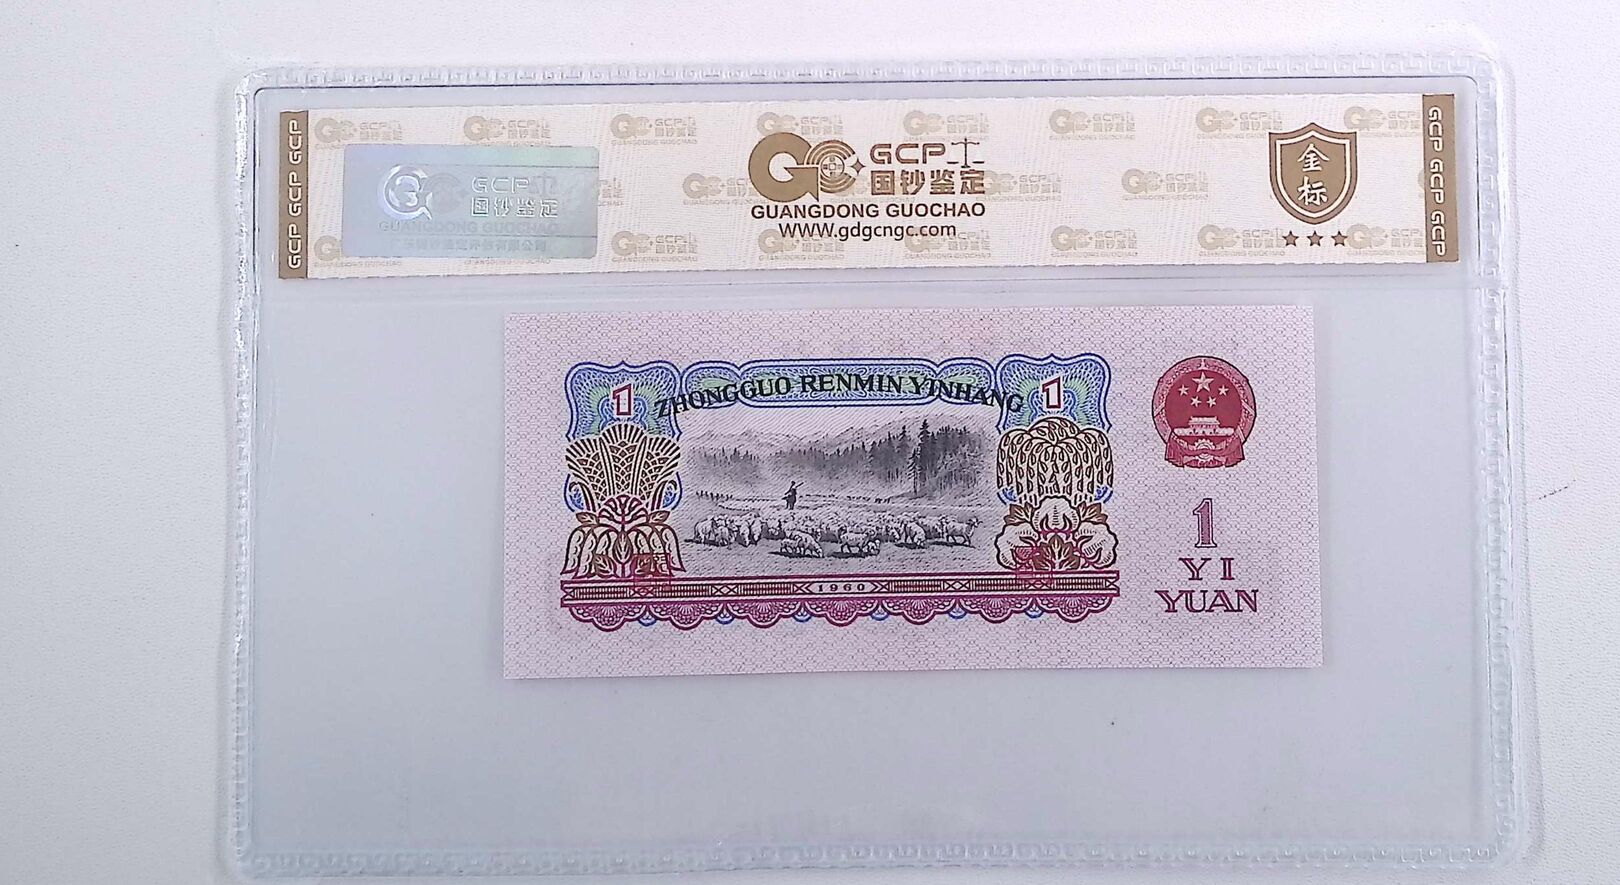 GCP GCP GCP
GCP
国钞鉴定
GUANGDONG GUOCHAO
GCP
国钞鉴定
GUANGDONG GUOCHAO
WWW.gdgcngc.com
金标
GCP GCP GCP
ZHONGGUO RENMIN YINHANG
1
1
1960
1
YI
YUAN